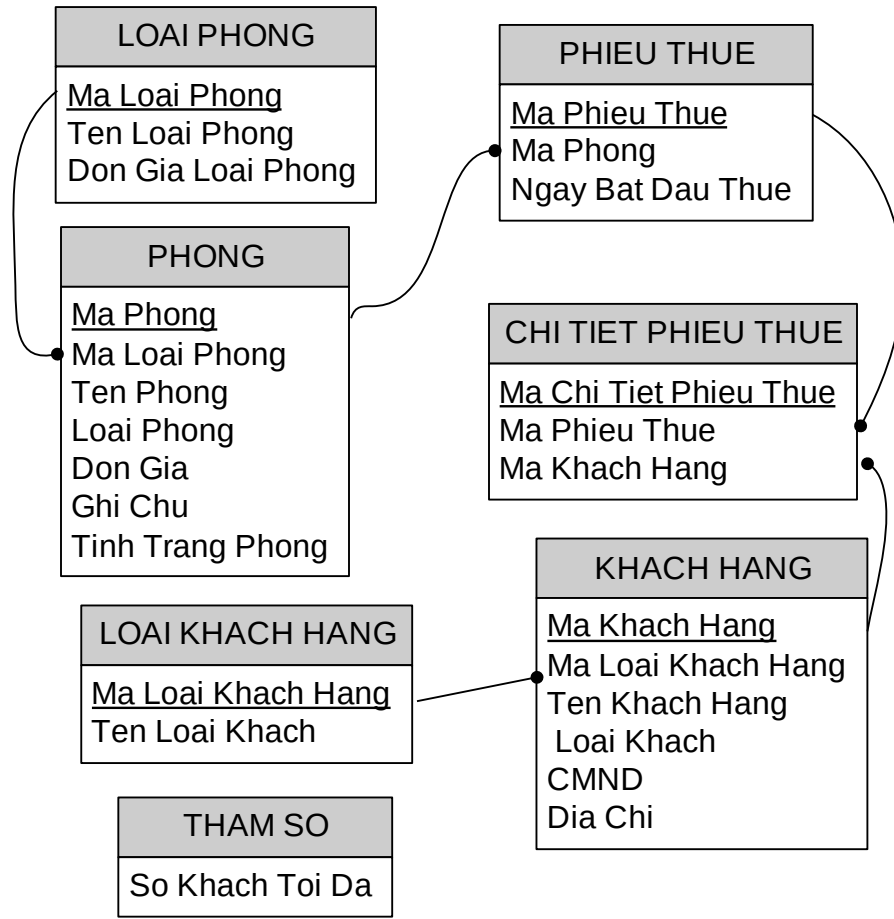 LOAI PHONG
Ma Loai Phong
Ten Loai Phong
Don Gia Loai Phong
PHONG
Ma Phong
Ma Loai Phong
Ten Phong
Loai Phong
Don Gia
Ghi Chu
Tinh Trang Phong
LOAI KHACH HANG
Ma Loai Khach Hang
Ten Loai Khach
THAM SO
So Khach Toi Da
PHIEU THUE
Ma Phieu Thue
Ma Phong
Ngay Bat Dau Thue
CHI TIET PHIEU THUE
Ma Chi Tiet Phieu Thue
Ma Phieu Thue
Ma Khach Hang
KHACH HANG
Ma Khach Hang
Ma Loai Khach Hang
Ten Khach Hang
Loai Khach
CMND
Dia Chi